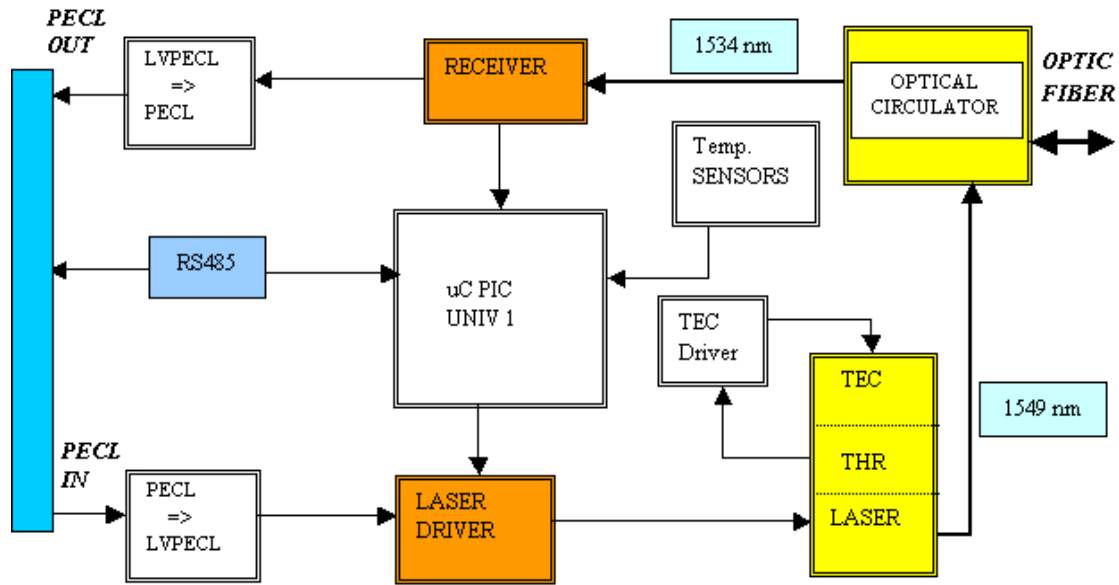 PECL
OUT
LVPECL
=>
PECL
RECEIVER
1534 nm
OPTICAL
CIRCULATOR
OPTIC
FIBER
Temp.
SENSORS
RS485
uC PIC
UNIV 1
TEC
Driver
TEC
THR
LASER
1549 nm
PECL
IN
PECL
=>
LVPECL
LASER
DRIVER